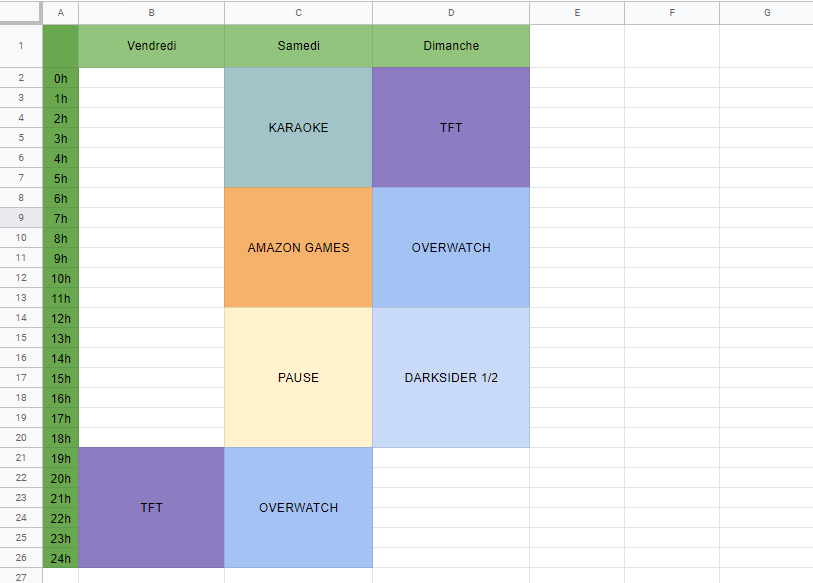 A B C D E F G
1 Vendredi Samedi Dimanche
2 0h
3 1h
4 2h
KARAOKE TFT
5 3h
6 4h
7 5h
8 6h
9 7h
10 8h
AMAZON GAMES OVERWATCH
11 9h
12 10h
13 11h
14 12h
15 13h
16 14h
17 15h PAUSE DARKSIDER 1/2
18 16h
19 17h
20 18h
21 19h
22 20h
23 21h
TFT OVERWATCH
24 22h
25 23h
26 24h
27